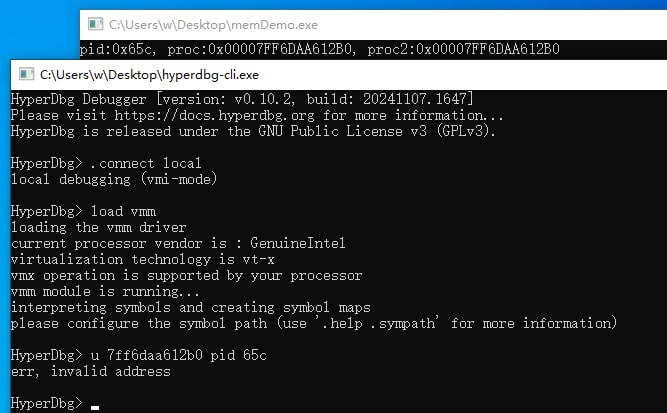 C:\Users\w\Desktop\memDemo.exe
pid:0x65c, proc:0x00007FF6DAA612B0, proc2:0x00007FF6DAA612B0
C:\Users\w\Desktop\hyperdbg-cli.exe
HyperDbg Debugger [version: v0.10.2, build: 20241107.1647]
Please visit https://docs.hyperdbg.org for more information...
HyperDbg is released under the GNU Public License v3 (GPLv3).
HyperDbg> .connect local
local debugging (vmi-mode)
HyperDbg> load vmm
loading the vmm driver
current processor vendor is : GenuineIntel
virtualization technology is vt-x
vmx operation is supported by your processor
vmm module is running...
interpreting symbols and creating symbol maps
please configure the symbol path (use '.help .sympath' for more information)
HyperDbg> u 7ff6daa612b0 pid 65c
err, invalid address
HyperDbg>